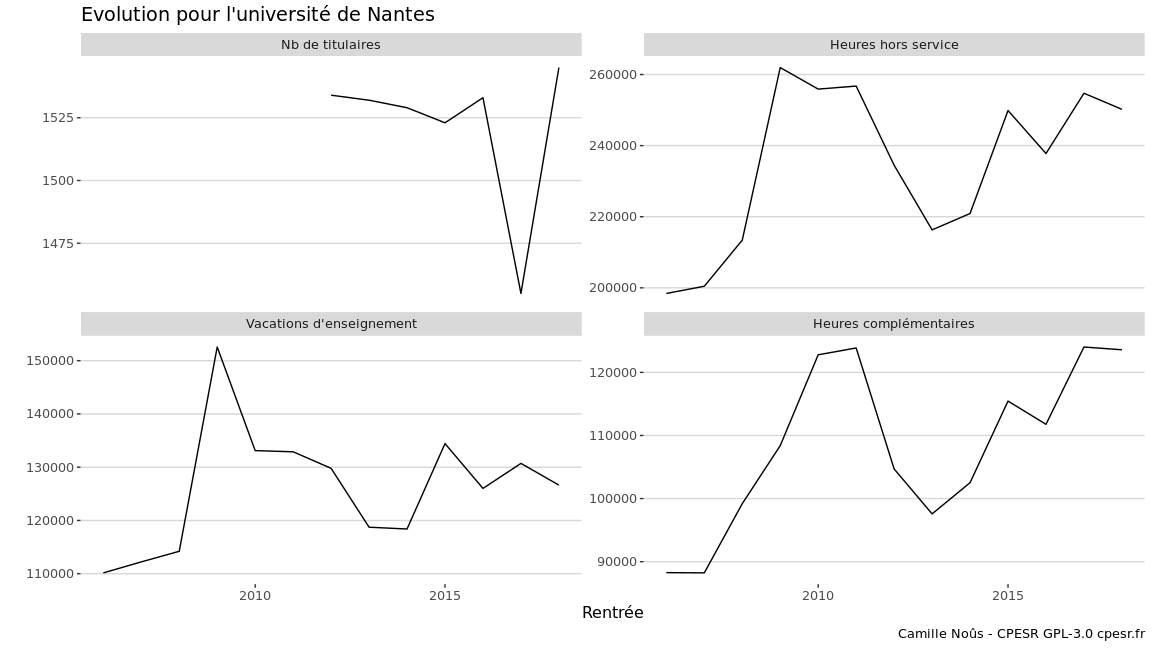 Evolution pour l'université de Nantes
Nb de titulaires
Heures hors service
1525
1500
1475
260000
240000
220000
200000
Vacations d'enseignement
Heures complémentaires
150000
140000
130000
120000
110000
120000
110000
100000
90000
2010 2015
2010 2015
Rentrée
Camille Noûs - CPESR GPL-3.0 cpesr.fr